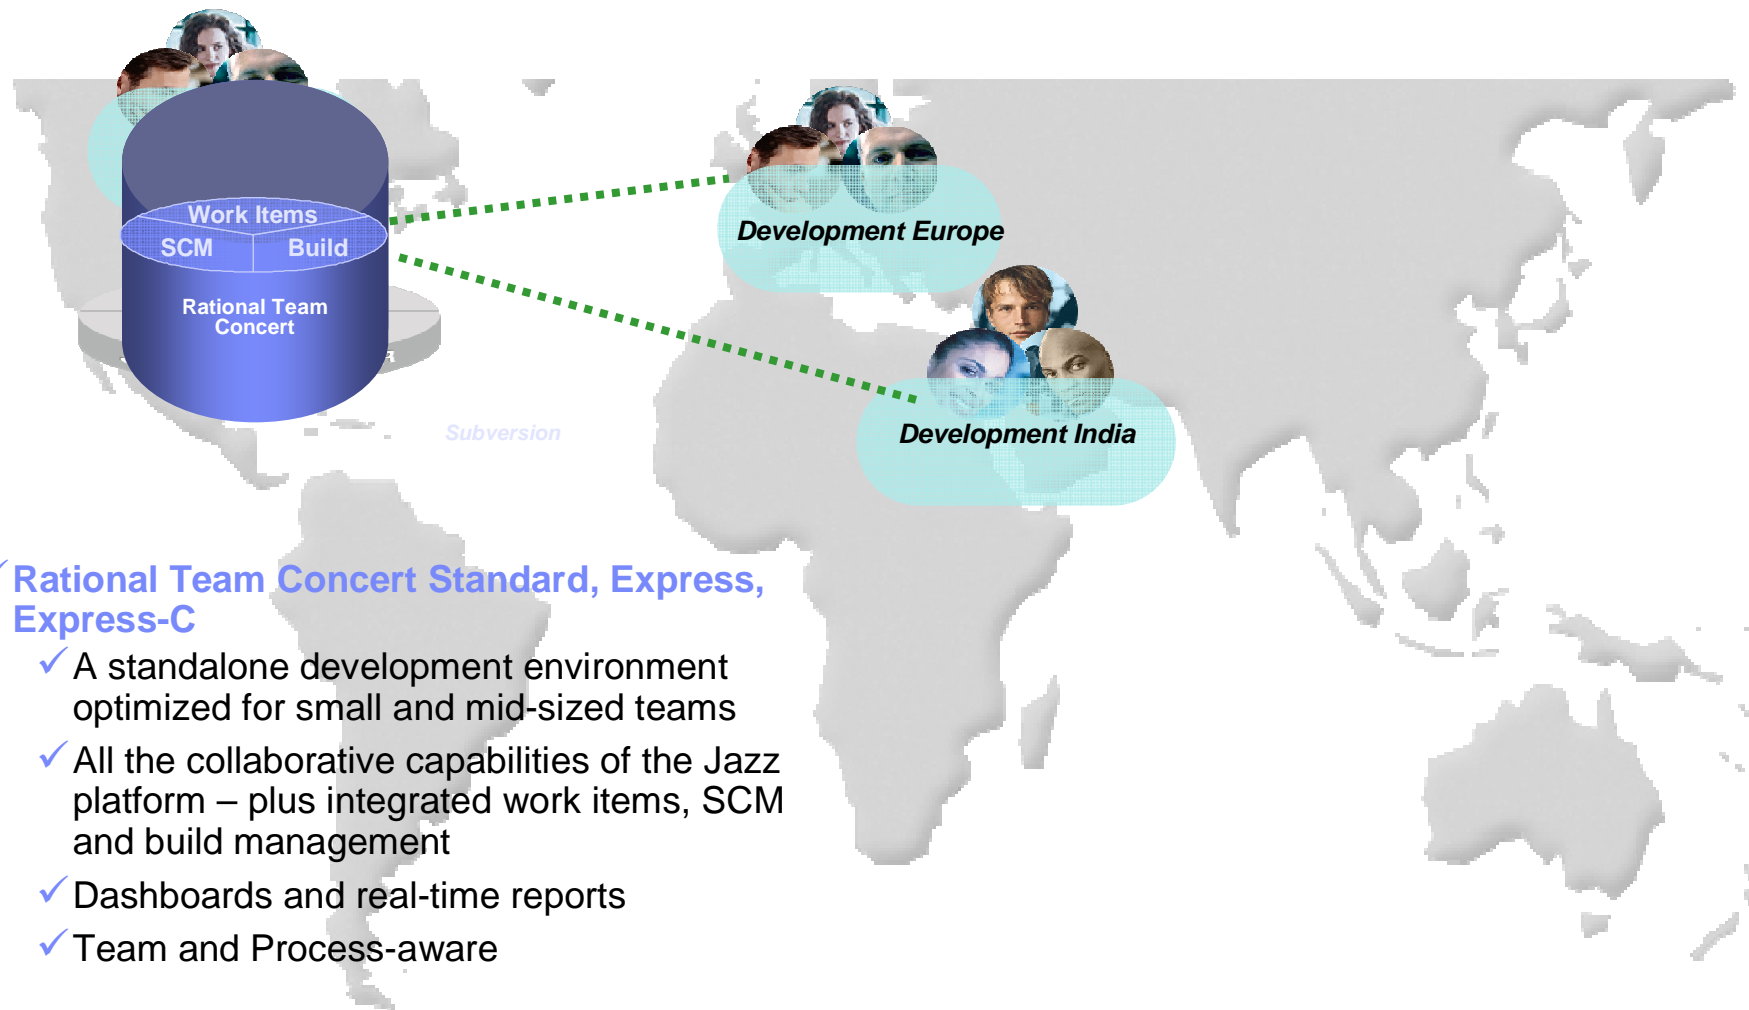 Work Items
SCM
Build
Rational Team
Concert
Development Europe
Development India
Subversion
Rational Team Concert Standard, Express,
Express-C
A standalone development environment
optimized for small and mid-sized teams
All the collaborative capabilities of the Jazz
platform – plus integrated work items, SCM
and build management
Dashboards and real-time reports
Team and Process-aware